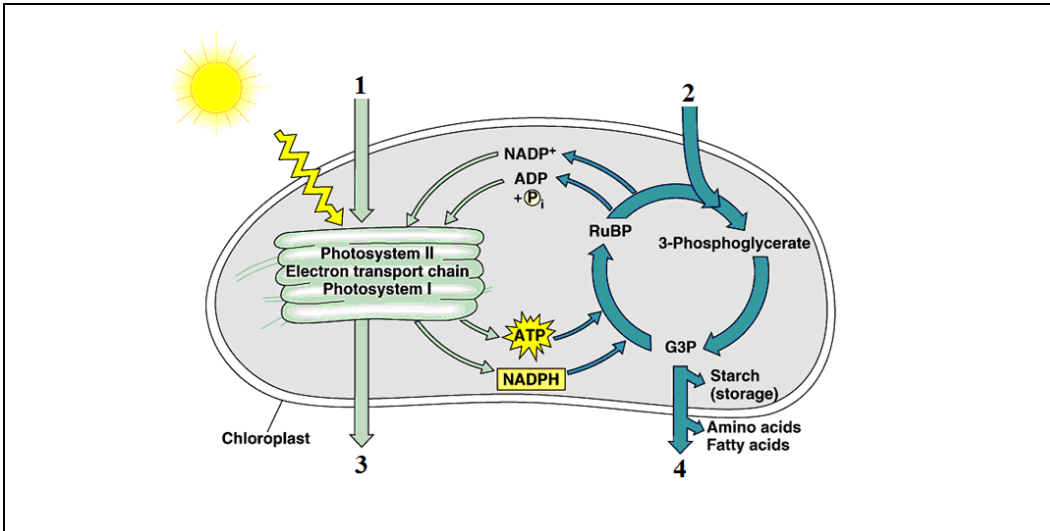 1
2
NADP+
ADP
+ Pi
RuBP
3-Phosphoglycerate
Photosystem II
Electron transport chain
Photosystem I
ATP
NADPH
G3P
Starch
(storage)
Amino acids
Fatty acids
Chloroplast
3
4